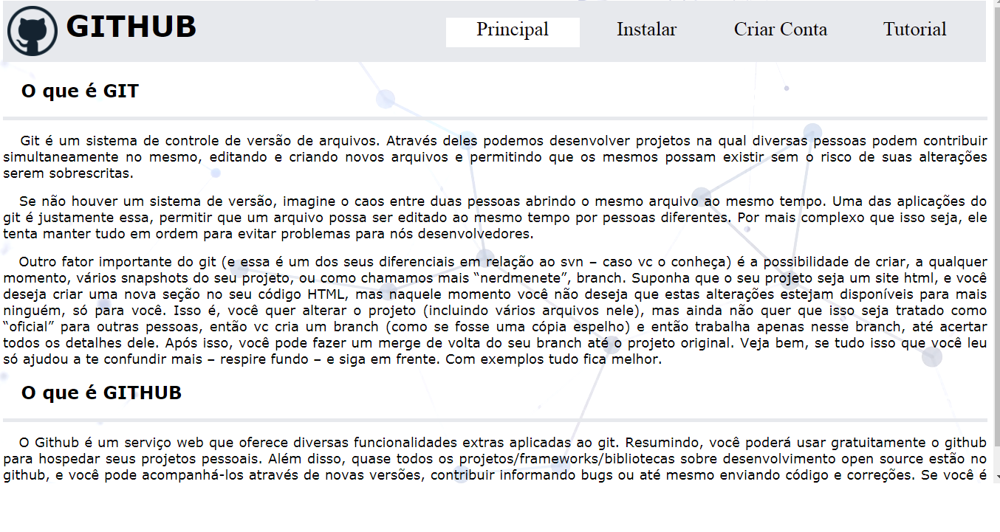 GITHUB
Principal Instalar Criar Conta Tutorial
O que é GIT
Git é um sistema de controle de versão de arquivos. Através deles podemos desenvolver projetos na qual diversas pessoas podem contribuir
simultaneamente no mesmo, editando e criando novos arquivos e permitindo que os mesmos possam existir sem o risco de suas alterações
serem sobrescritas.
Se não houver um sistema de versão, imagine o caos entre duas pessoas abrindo o mesmo arquivo ao mesmo tempo. Uma das aplicações do
git é justamente essa, permitir que um arquivo possa ser editado ao mesmo tempo por pessoas diferentes. Por mais complexo que isso seja, ele
tenta manter tudo em ordem para evitar problemas para nós desenvolvedores.
Outro fator importante do git (e essa é um dos seus diferenciais em relação ao svn – caso vc o conheça) é a possibilidade de criar, a qualquer
momento, vários snapshots do seu projeto, ou como chamamos mais “nerdmenete”, branch. Suponha que o seu projeto seja um site html, e você
deseja criar uma nova seção no seu código HTML, mas naquele momento você não deseja que estas alterações estejam disponíveis para mais
ninguém, só para você. Isso é, você quer alterar o projeto (incluindo vários arquivos nele), mas ainda não quer que isso seja tratado como
“oficial” para outras pessoas, então vc cria um branch (como se fosse uma cópia espelho) e então trabalha apenas nesse branch, até acertar
todos os detalhes dele. Após isso, você pode fazer um merge de volta do seu branch até o projeto original. Veja bem, se tudo isso que você leu
só ajudou a te confundir mais – respire fundo – e siga em frente. Com exemplos tudo fica melhor.
O que é GITHUB
O Github é um serviço web que oferece diversas funcionalidades extras aplicadas ao git. Resumindo, você poderá usar gratuitamente o github
para hospedar seus projetos pessoais. Além disso, quase todos os projetos/frameworks/bibliotecas sobre desenvolvimento open source estão no
github, e você pode acompanhá-los através de novas versões, contribuir informando bugs ou até mesmo enviando código e correções. Se você é